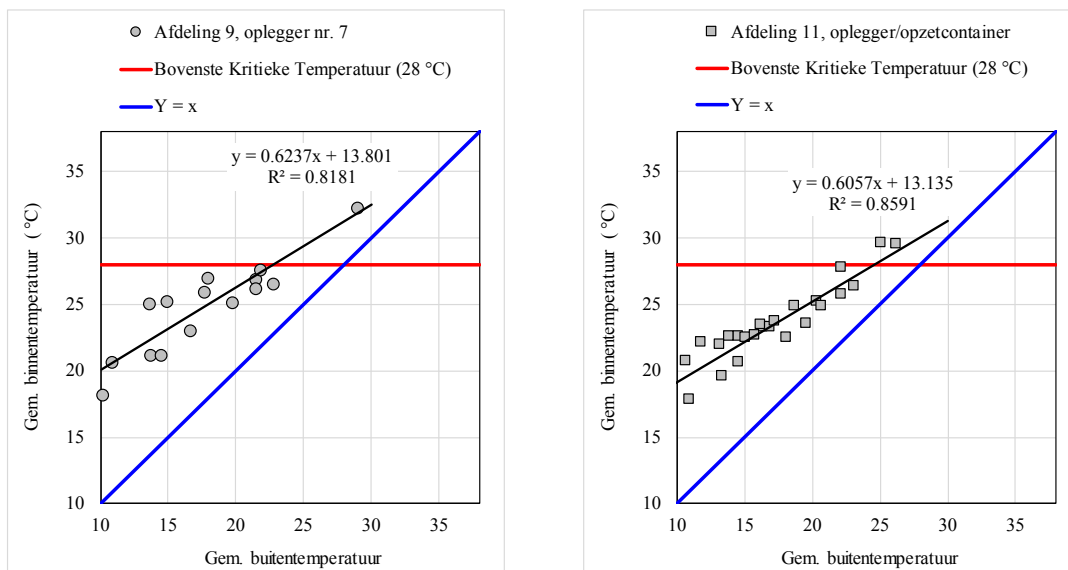 Afdeling 9, oplegger nr. 7
Bovenste Kritieke Temperatuur (28 °C)
Y = x
y = 0.6237x + 13.801
R² = 0.8181
35
30
25
20
15
10
10 15 20 25 30 35
Gem. binnentemperatuur (°C)
Gem. buitentemperatuur
Afdeling 11, oplegger/opzetcontainer
Bovenste Kritieke Temperatuur (28 °C)
Y = x
y = 0.6057x + 13.135
R² = 0.8591
35
30
25
20
15
10
10 15 20 25 30 35
Gem. binnentemperatuur (°C)
Gem. buitentemperatuur